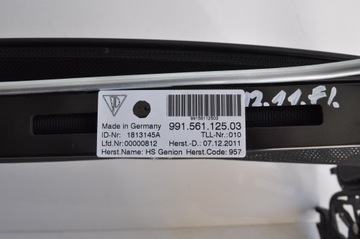 99156112503
Made in Germany 991.561.125.03
ID-Nr: 1813145A TLL-Nr.:010
Lfd.Nr:00000812 Herst.-D.: 07.12.2011
Herst.Name: HS Genion Herst.Code: 957